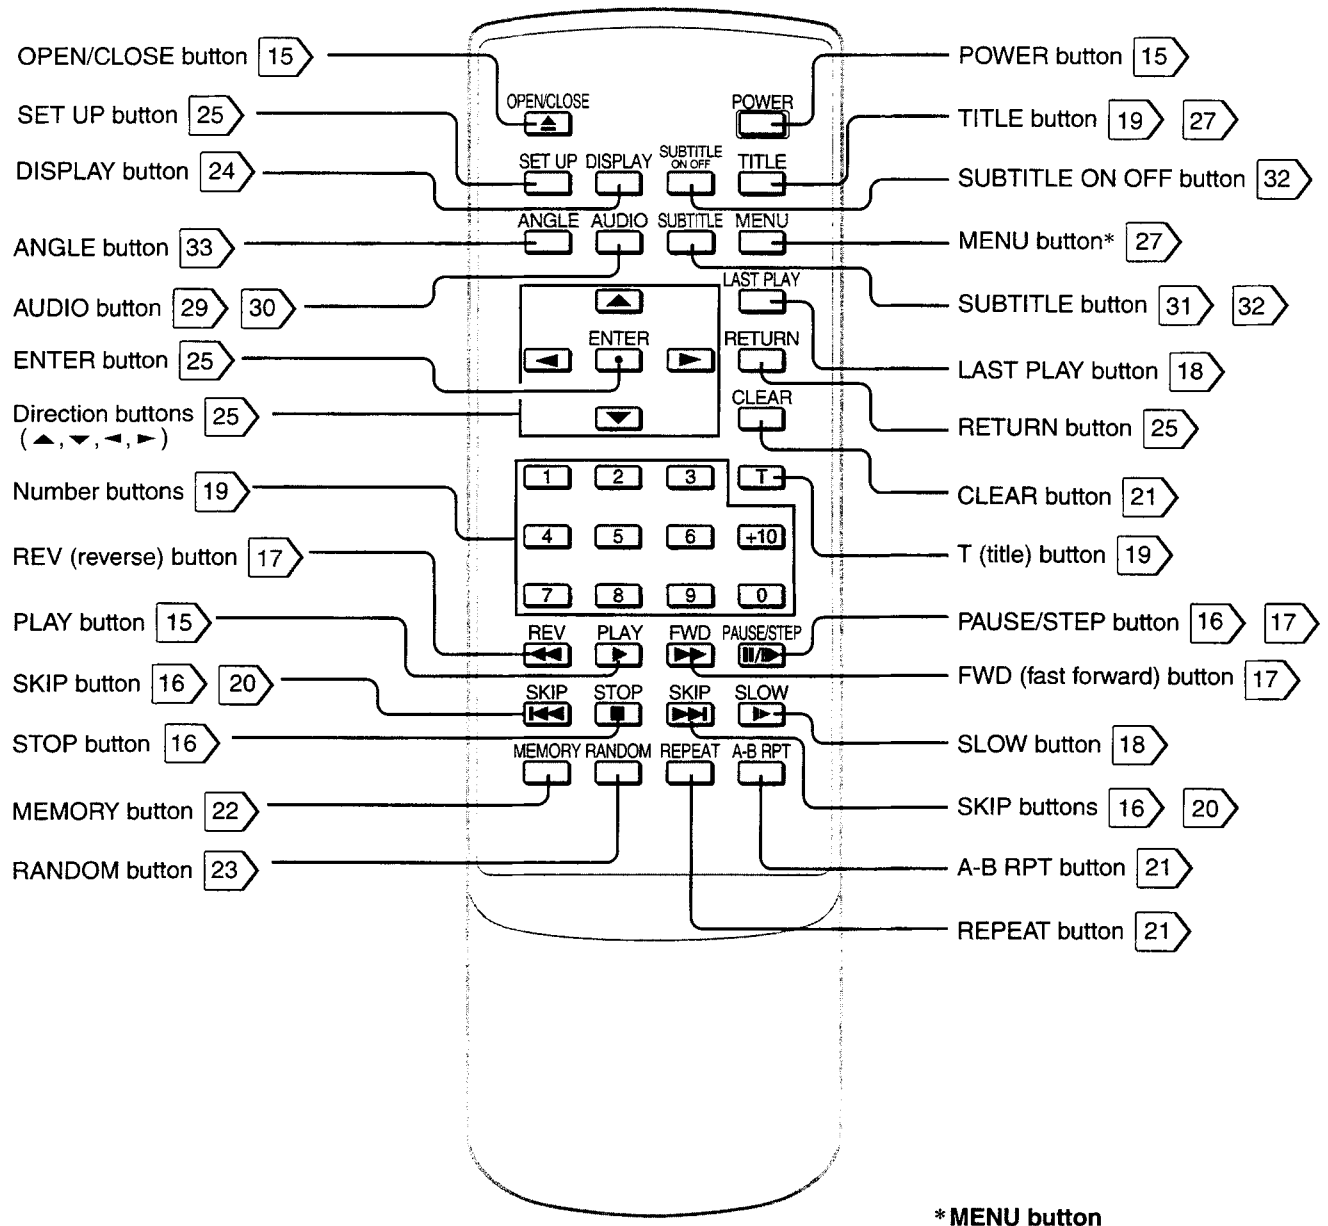 OPEN/CLOSE button 15
SET UP button 25
DISPLAY button 24
ANGLE button 33
AUDIO button 29 30
ENTER button 25
Direction buttons 25
(▲,▼,◄,►)
Number buttons 19
REV (reverse) button 17
PLAY button 15
SKIP button 16 20
STOP button 16
MEMORY button 22
RANDOM button 23
OPEN/CLOSE POWER
SET UP DISPLAY SUBTITLE ON OFF TITLE
ANGLE AUDIO SUBTITLE MENU
LAST PLAY
ENTER RETURN
CLEAR
1 2 3 T
4 5 6 +10
7 8 9 0
REV PLAY FWD PAUSE/STEP
SKIP STOP SKIP SLOW
MEMORY RANDOM REPEAT A-B RPT
POWER button 15
TITLE button 19 27
SUBTITLE ON OFF button 32
MENU button* 27
SUBTITLE button 31 32
LAST PLAY button 18
RETURN button 25
CLEAR button 21
T (title) button 19
PAUSE/STEP button 16 17
FWD (fast forward) button 17
SLOW button 18
SKIP buttons 16 20
A-B RPT button 21
REPEAT button 21
*MENU button